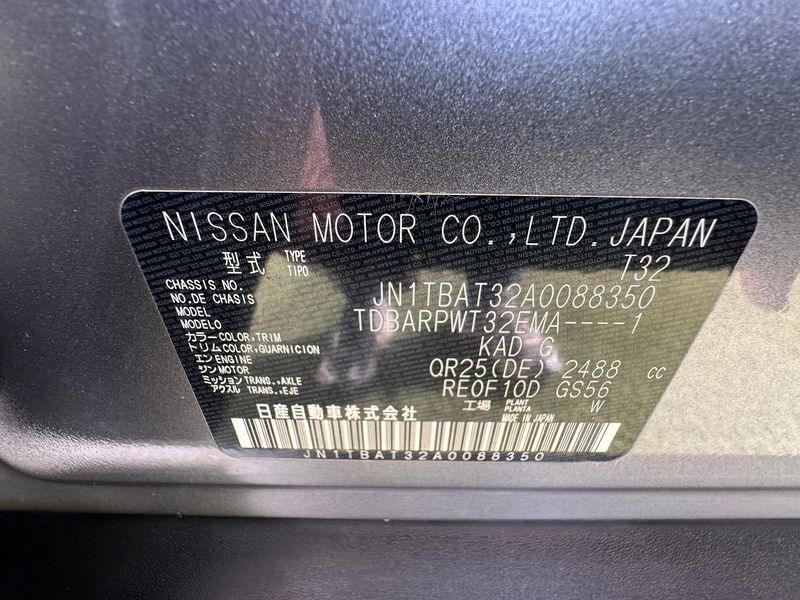 NISSAN MOTOR CO.,LTD.JAPAN
型式 TYPE TIPO T32
CHASSIS NO. NO.DE CHASIS JN1TBAT32A0088350
MODEL MODELO TDBARPWT32EMA----1
カラー COLOR,TRIM トリム COLOR,GUARNICION KAD G
エン ENGINE ジン MOTOR QR25(DE) 2488 cc
ミッション TRANS.,AXLE アクスル TRANS.,EJE RE0F10D GS56
工場 PLANT PLANTA W
日産自動車株式会社 MADE IN JAPAN
JN1TBAT32A0088350